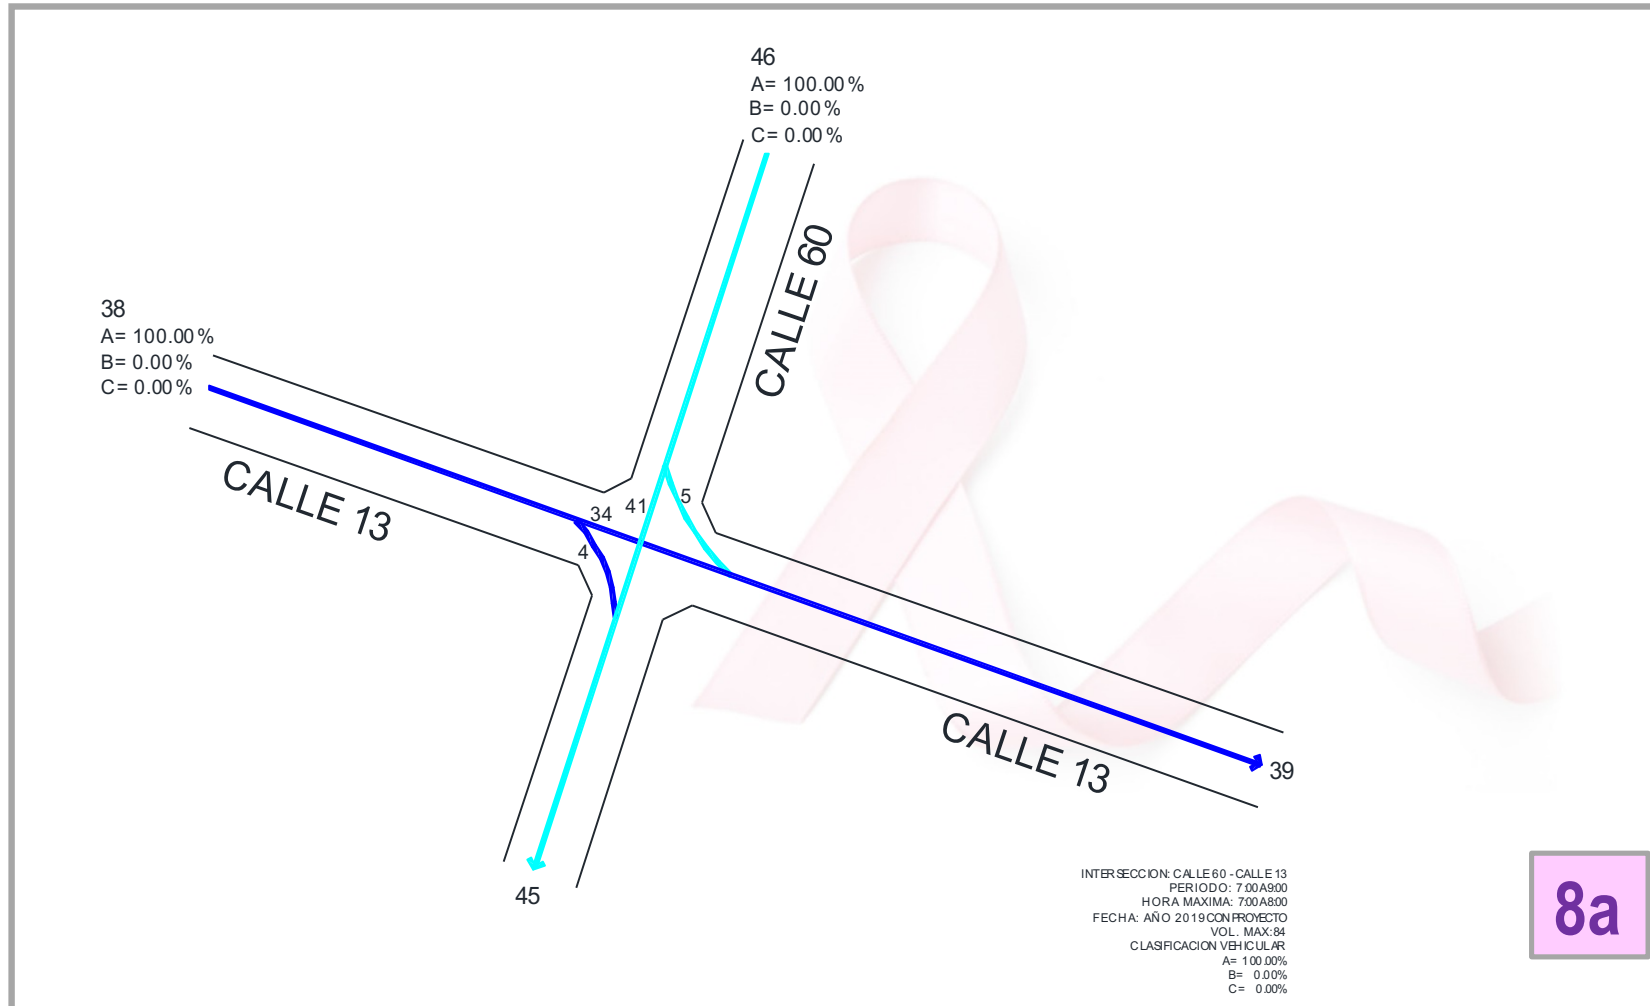 46
A= 100.00%
B= 0.00%
C= 0.00%
CALLE 60
38
A= 100.00%
B= 0.00%
C= 0.00%
CALLE 13
34
41
5
4
CALLE 13
39
45
INTERSECCION: CALLE 60 - CALLE 13
PERIODO: 7:00 A 9:00
HORA MAXIMA: 7:00 A 8:00
FECHA: AÑO 2019 CON PROYECTO
VOL. MAX:84
CLASIFICACION VEHICULAR
A= 100.00%
B= 0.00%
C= 0.00%
8a